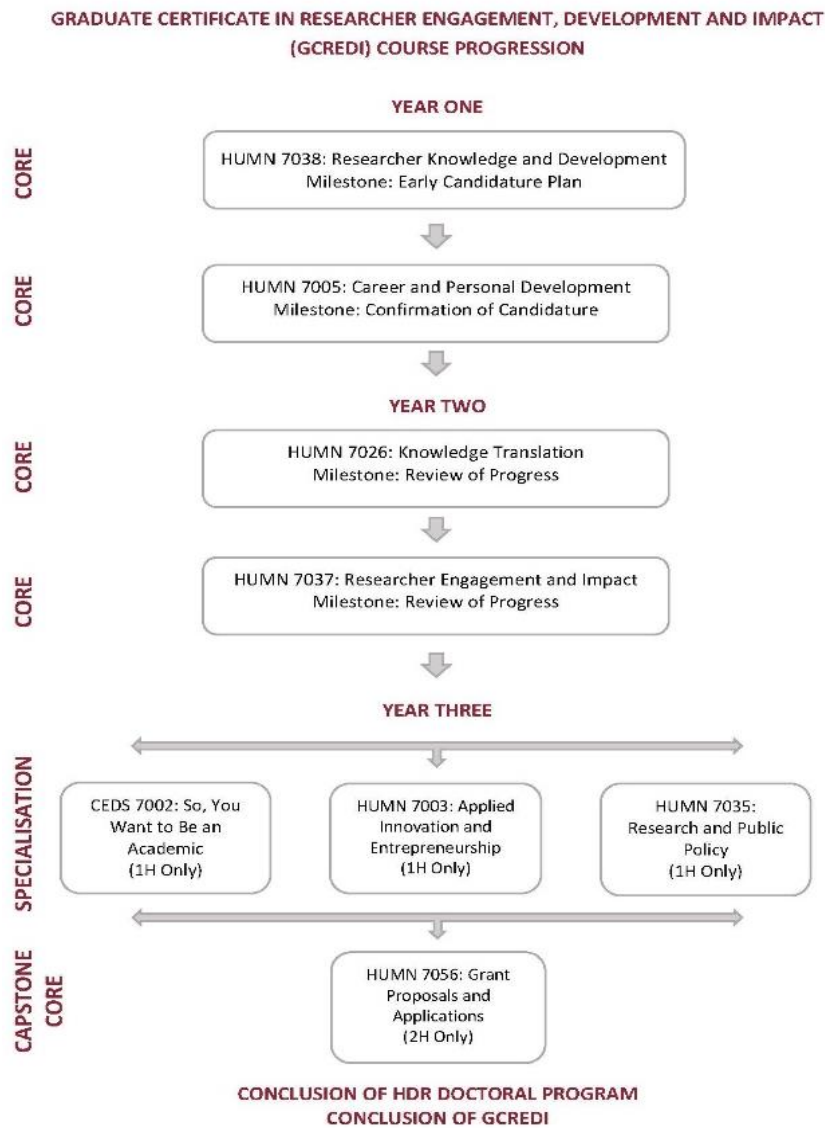 GRADUATE CERTIFICATE IN RESEARCHER ENGAGEMENT, DEVELOPMENT AND IMPACT
(GCREDI) COURSE PROGRESSION
YEAR ONE
CORE
HUMN 7038: Researcher Knowledge and Development
Milestone: Early Candidature Plan
CORE
HUMN 7005: Career and Personal Development
Milestone: Confirmation of Candidature
YEAR TWO
CORE
HUMN 7026: Knowledge Translation
Milestone: Review of Progress
CORE
HUMN 7037: Researcher Engagement and Impact
Milestone: Review of Progress
YEAR THREE
SPECIALISATION
CEDS 7002: So, You
Want to Be an
Academic
(1H Only)
HUMN 7003: Applied
Innovation and
Entrepreneurship
(1H Only)
HUMN 7035:
Research and Public
Policy
(1H Only)
CAPSTONE
CORE
HUMN 7056: Grant
Proposals and
Applications
(2H Only)
CONCLUSION OF HDR DOCTORAL PROGRAM
CONCLUSION OF GCREDI